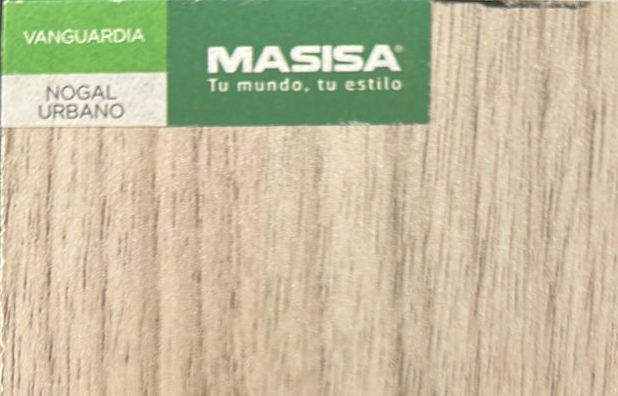 VANGUARDIA
NOGAL
URBANO
MASISA®
Tu mundo, tu estilo